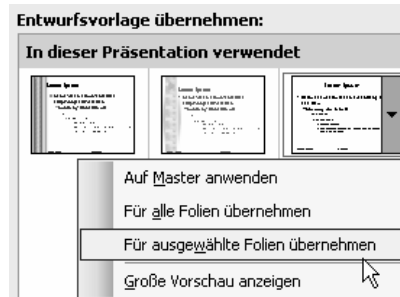 Entwurfsvorlage übernehmen:
In dieser Präsentation verwendet
Auf Master anwenden
Für alle Folien übernehmen
Für ausgewählte Folien übernehmen
Große Vorschau anzeigen